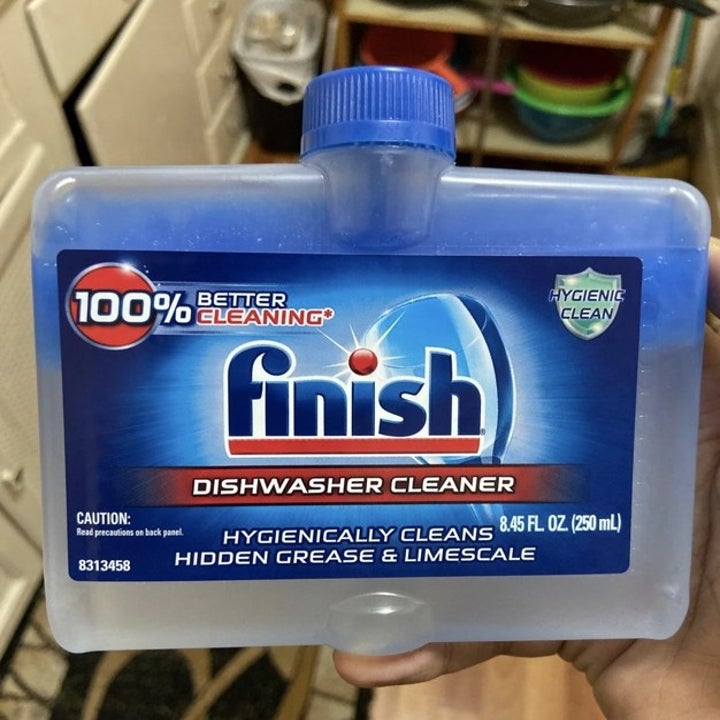 100% BETTER
CLEANING*
HYGIENIC
CLEAN
finish®
DISHWASHER CLEANER
CAUTION:
Read precautions on back panel.
8.45 FL. OZ. (250 mL)
HYGIENICALLY CLEANS
HIDDEN GREASE & LIMESCALE
8313458